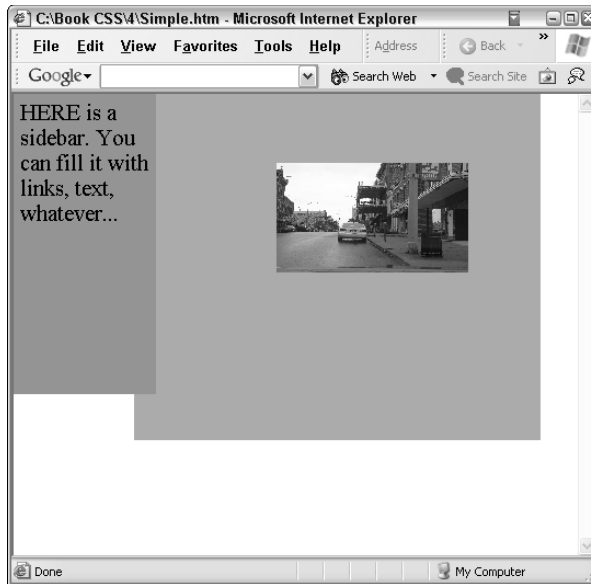 C:\Book CSS\4\Simple.htm - Microsoft Internet Explorer
File Edit View Favorites Tools Help Address Back »
Google Search Web Search Site
HERE is a
sidebar. You
can fill it with
links, text,
whatever...
Done My Computer